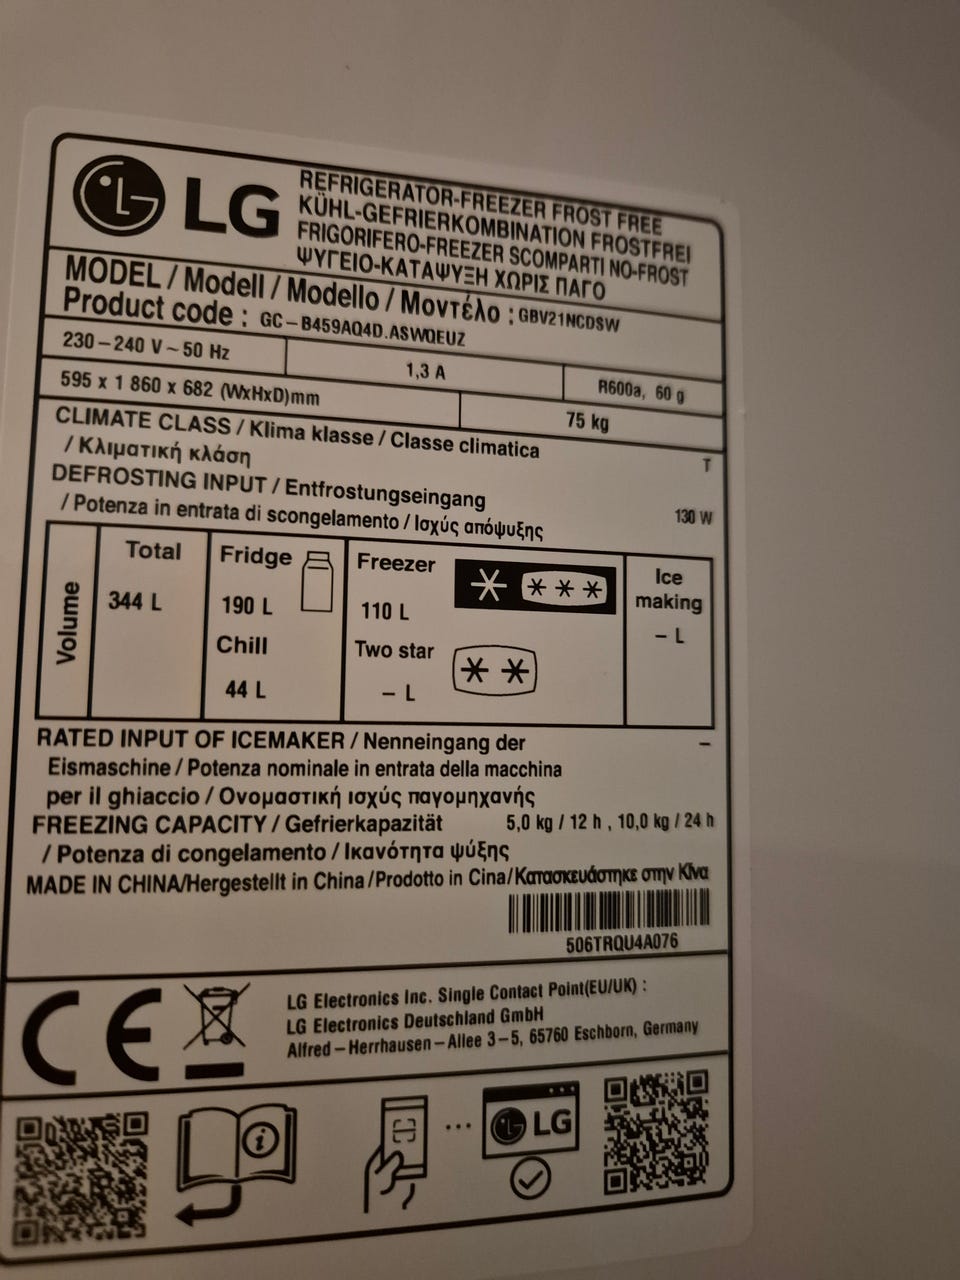 LG
REFRIGERATOR-FREEZER FROST FREE
KÜHL-GEFRIERKOMBINATION FROSTFREI
FRIGORIFERO-FREEZER SCOMPARTI NO-FROST
ΨΥΓΕΙΟ-ΚΑΤΑΨΥΞΗ ΧΩΡΙΣ ΠΑΓΟ
MODEL / Modell / Modello / Μοντέλο : GBV21NCDSW
Product code : GC-B459AQ4D.ASWQEUZ
230-240 V ~ 50 Hz
1,3 A
R600a, 60 g
595 x 1 860 x 682 (WxHxD)mm
75 kg
CLIMATE CLASS / Klima klasse / Classe climatica
/ Κλιματική κλάση
T
DEFROSTING INPUT / Entfrostungseingang
/ Potenza in entrata di scongelamento / Ισχύς απόψυξης
130 W
Volume
Total
344 L
Fridge
190 L
Chill
44 L
Freezer
110 L
Two star
– L
Ice
making
– L
RATED INPUT OF ICEMAKER / Nenneingang der
–
Eismaschine / Potenza nominale in entrata della macchina
per il ghiaccio / Ονομαστική ισχύς παγομηχανής
FREEZING CAPACITY / Gefrierkapazität
5,0 kg / 12 h , 10,0 kg / 24 h
/ Potenza di congelamento / Ικανότητα ψύξης
MADE IN CHINA/Hergestellt in China/Prodotto in Cina/Κατασκευάστηκε στην Κίνα
506TRQU4A076
CE
LG Electronics Inc. Single Contact Point(EU/UK) :
LG Electronics Deutschland GmbH
Alfred-Herrhausen-Allee 3-5, 65760 Eschborn, Germany
LG